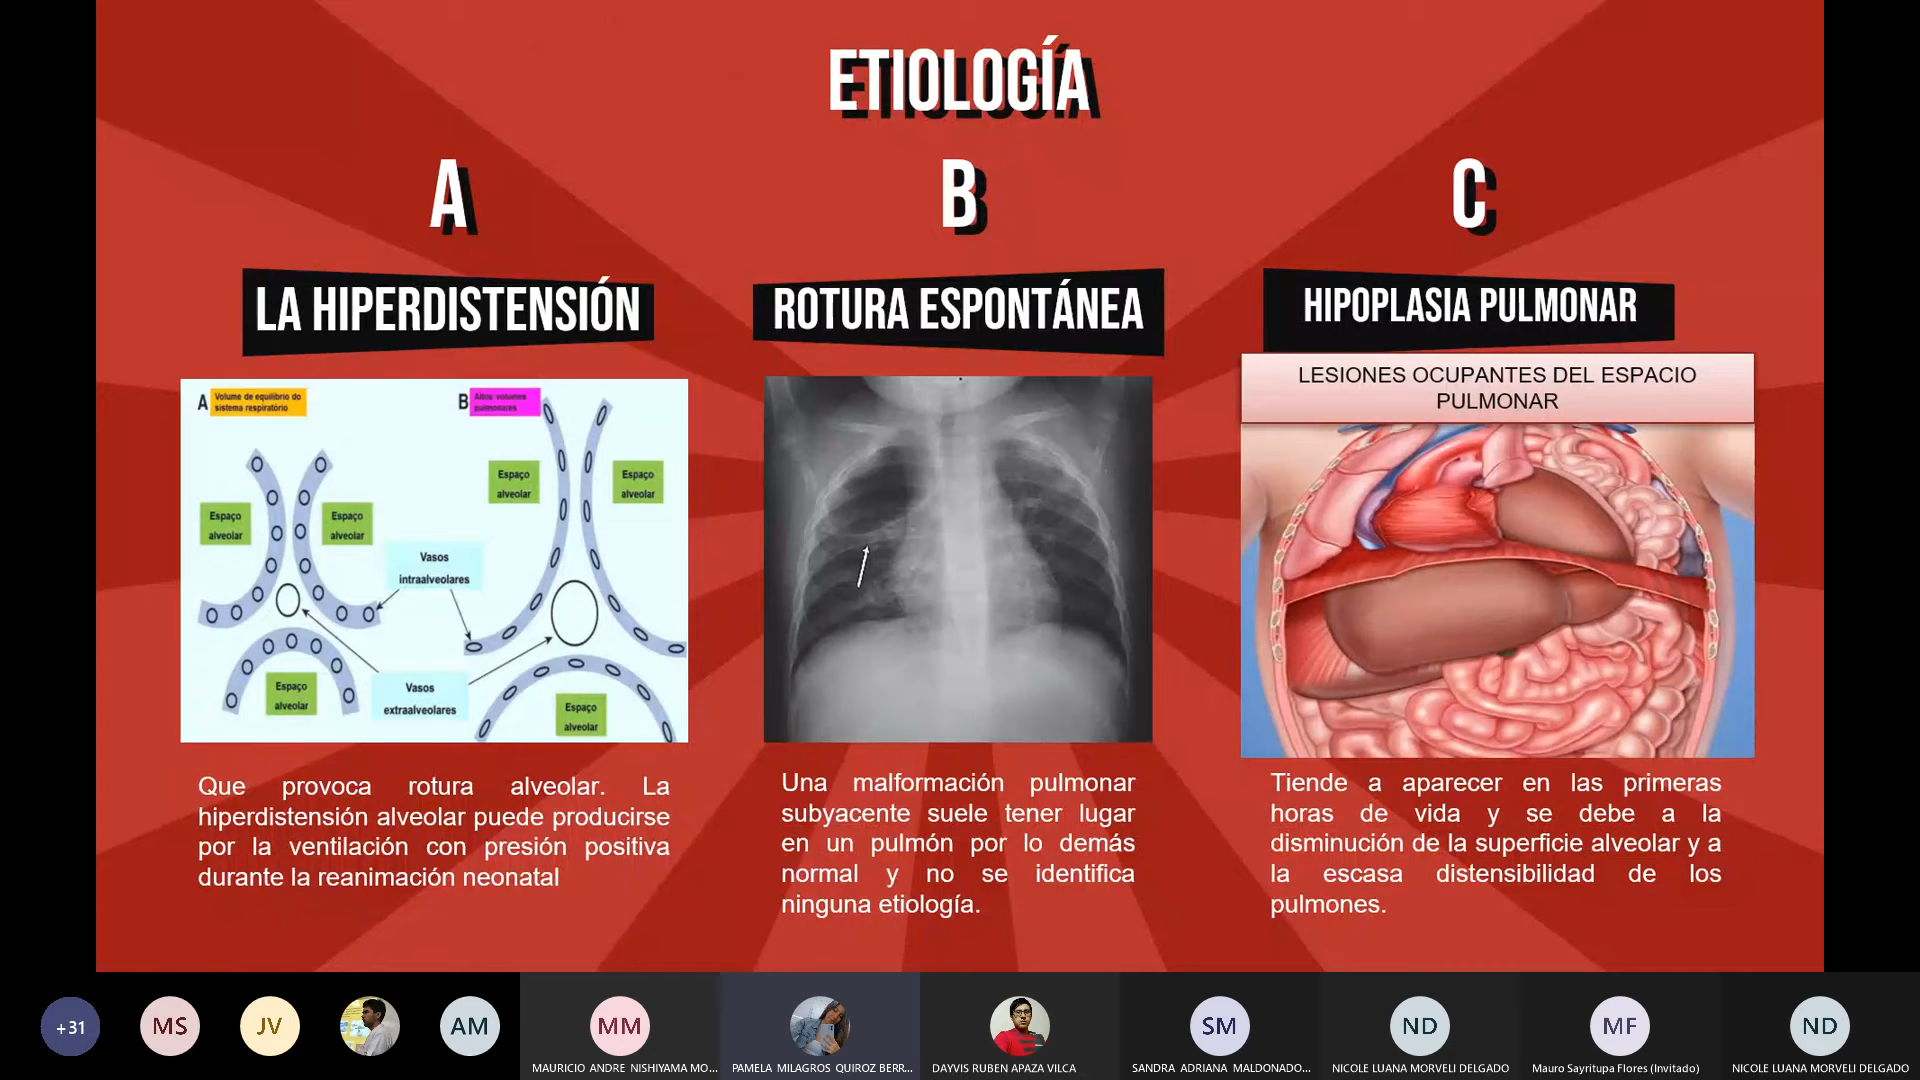 ETIOLOGÍA
A
B
C
LA HIPERDISTENSIÓN
ROTURA ESPONTÁNEA
HIPOPLASIA PULMONAR
A
Volume de equilíbrio do
sistema respiratório
B
Altos volumes
pulmonares
Espaço
alveolar
Espaço
alveolar
Espaço
alveolar
Espaço
alveolar
Vasos
intraalveolares
Vasos
extraalveolares
Espaço
alveolar
Espaço
alveolar
LESIONES OCUPANTES DEL ESPACIO
PULMONAR
Que provoca rotura alveolar. La
hiperdistensión alveolar puede producirse
por la ventilación con presión positiva
durante la reanimación neonatal
Una malformación pulmonar
subyacente suele tener lugar
en un pulmón por lo demás
normal y no se identifica
ninguna etiología.
Tiende a aparecer en las primeras
horas de vida y se debe a la
disminución de la superficie alveolar y a
la escasa distensibilidad de los
pulmones.
+31
MS
JV
AM
MM
MAURICIO ANDRE NISHIYAMA MO...
PAMELA MILAGROS QUIROZ BERR...
DAYVIS RUBEN APAZA VILCA
SM
SANDRA ADRIANA MALDONADO...
ND
NICOLE LUANA MORVELI DELGADO
MF
Mauro Sayritupa Flores (Invitado)
ND
NICOLE LUANA MORVELI DELGADO